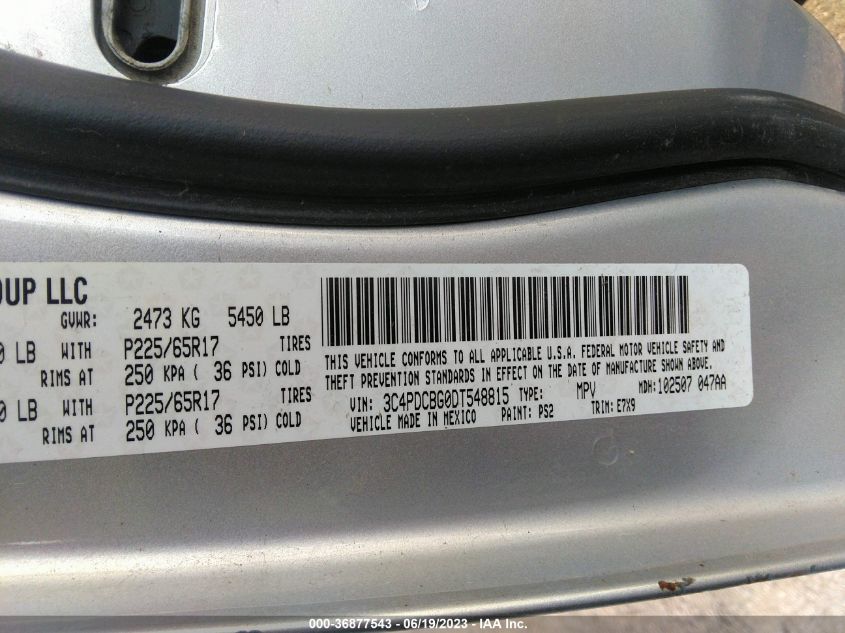 OUP LLC
GVWR: 2473 KG 5450 LB
0 LB WITH P225/65R17 TIRES
RIMS AT 250 KPA ( 36 PSI) COLD
0 LB WITH P225/65R17 TIRES
RIMS AT 250 KPA ( 36 PSI) COLD
THIS VEHICLE CONFORMS TO ALL APPLICABLE U.S.A. FEDERAL MOTOR VEHICLE SAFETY AND
THEFT PREVENTION STANDARDS IN EFFECT ON THE DATE OF MANUFACTURE SHOWN ABOVE.
VIN: 3C4PDCBG0DT548815 TYPE: MPV MDH: 102507 047AA
VEHICLE MADE IN MEXICO PAINT: PS2 TRIM: E7X9
000-36877543 - 06/19/2023 - IAA Inc.